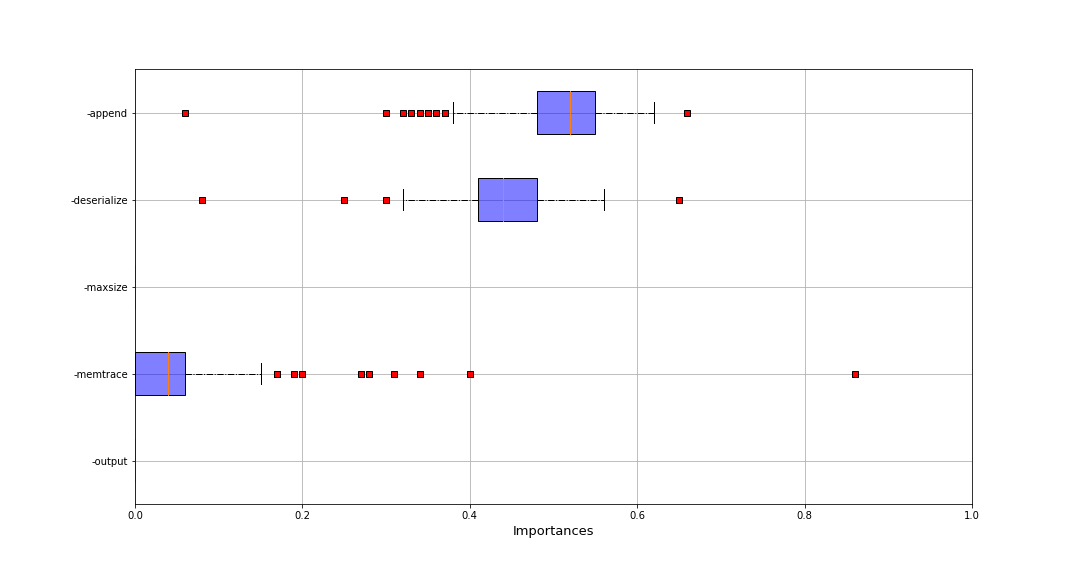 -append
-deserialize
-maxsize
-memtrace
-output
0.0 0.2 0.4 0.6 0.8 1.0
Importances